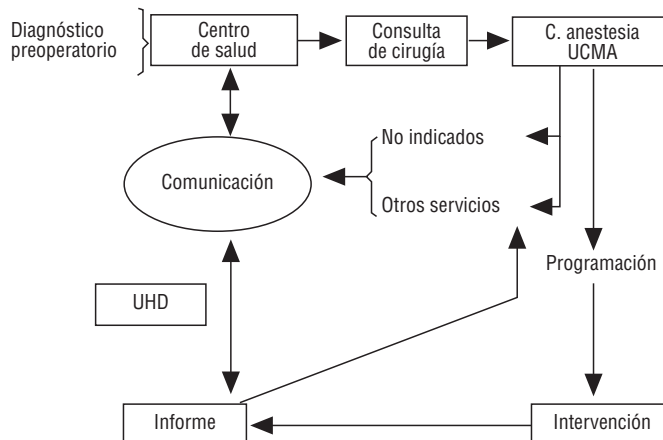 Diagnóstico
preoperatorio
Centro
de salud
Consulta
de cirugía
C. anestesia
UCMA
No indicados
Comunicación
Otros servicios
Programación
UHD
Informe
Intervención